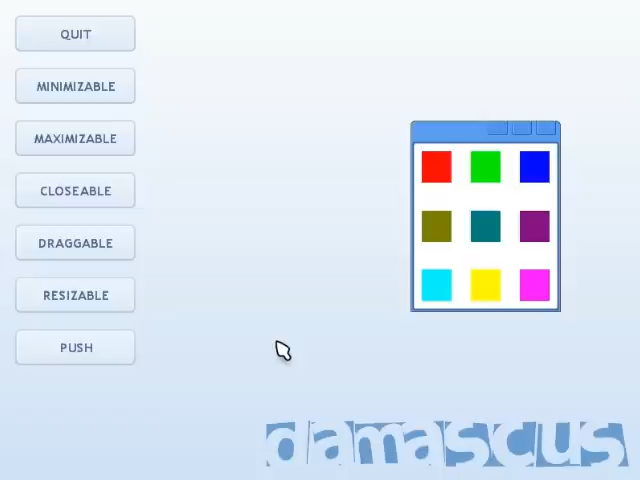 QUIT
MINIMIZABLE
MAXIMIZABLE
CLOSEABLE
DRAGGABLE
RESIZABLE
PUSH
damascus